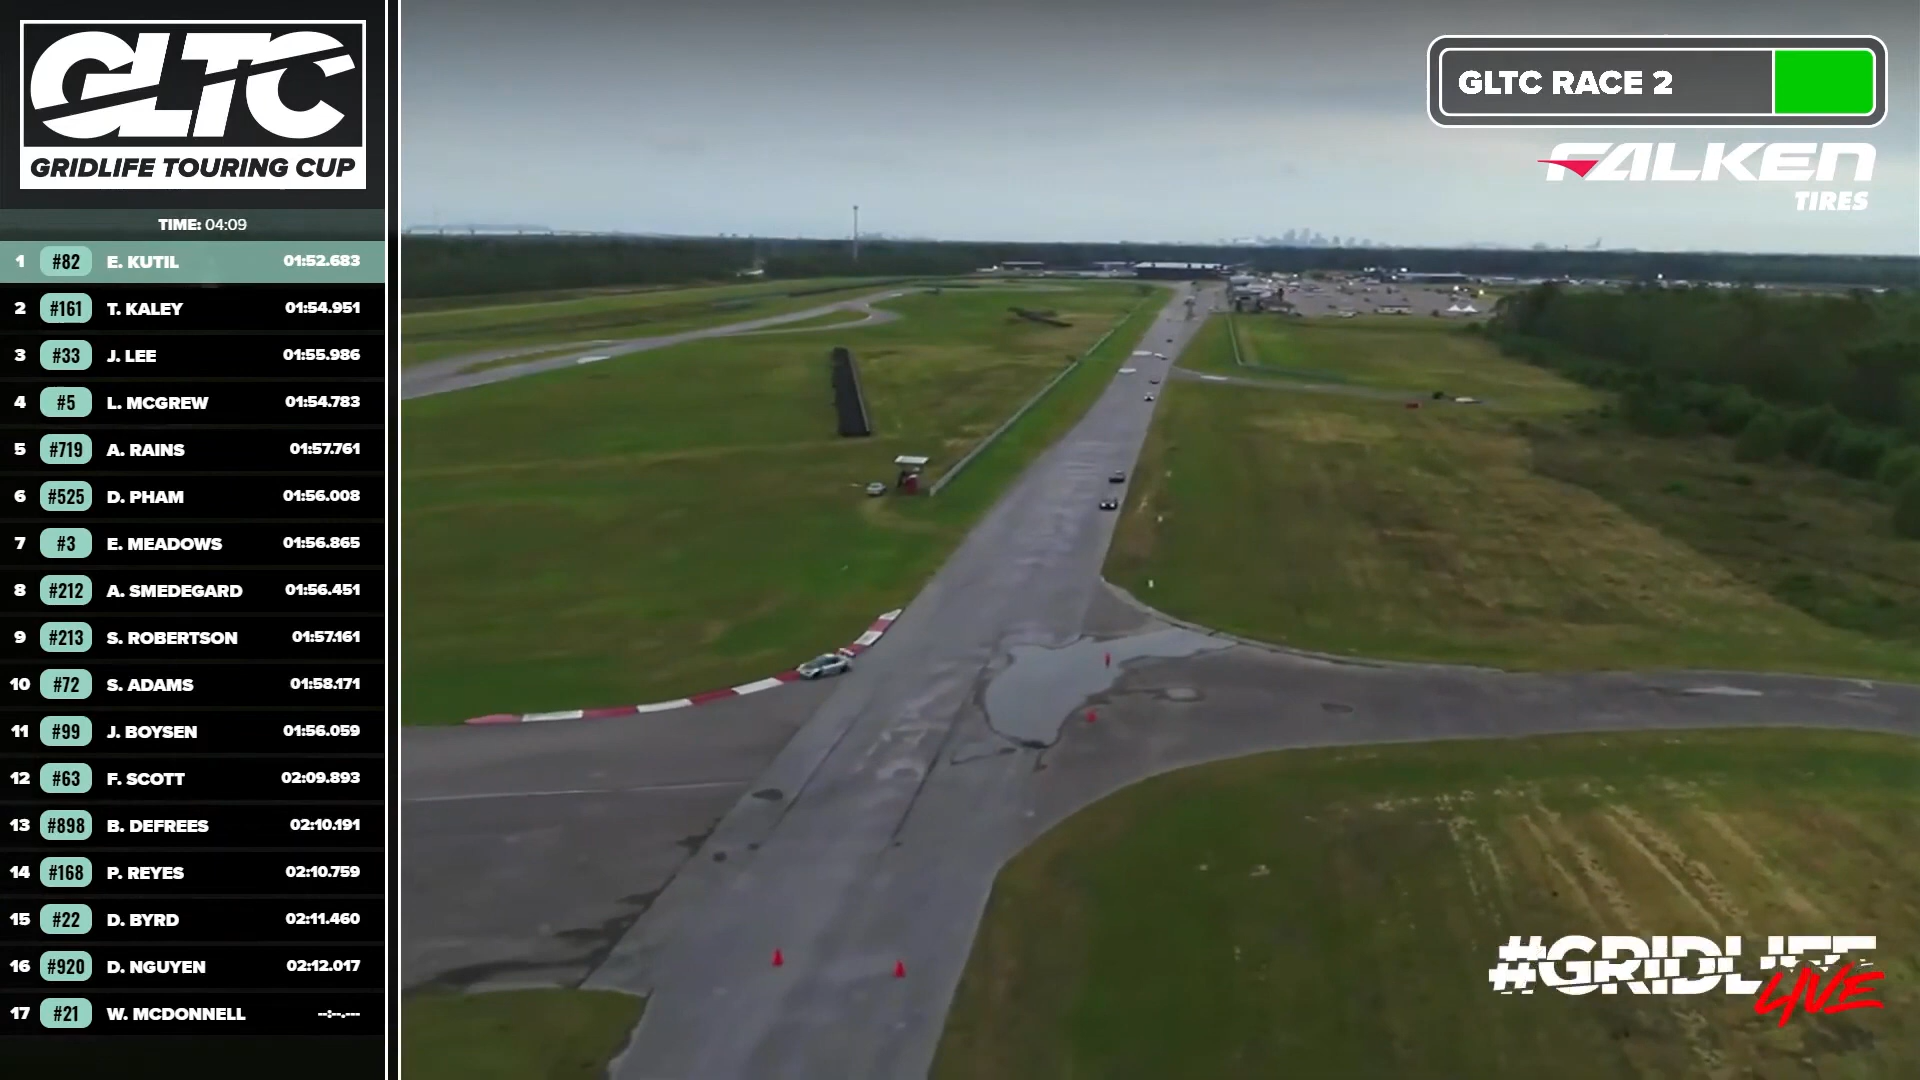 GLTC
GRIDLIFE TOURING CUP
TIME: 04:09
1 #82 E. KUTIL 01:52.683
2 #161 T. KALEY 01:54.951
3 #33 J. LEE 01:55.986
4 #5 L. MCGREW 01:54.783
5 #719 A. RAINS 01:57.761
6 #525 D. PHAM 01:56.008
7 #3 E. MEADOWS 01:56.865
8 #212 A. SMEDEGARD 01:56.451
9 #213 S. ROBERTSON 01:57.161
10 #72 S. ADAMS 01:58.171
11 #99 J. BOYSEN 01:56.059
12 #63 F. SCOTT 02:09.893
13 #898 B. DEFREES 02:10.191
14 #168 P. REYES 02:10.759
15 #22 D. BYRD 02:11.460
16 #920 D. NGUYEN 02:12.017
17 #21 W. MCDONNELL --:--.---
GLTC RACE 2
FALKEN
TIRES
#GRIDLIFE
LIVE